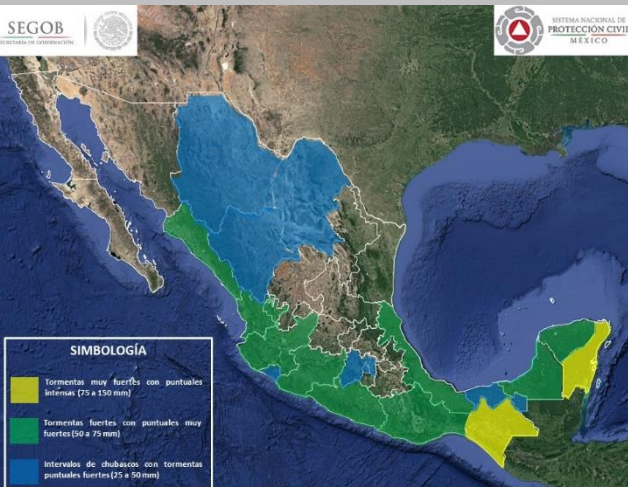 SEGOB
SECRETARÍA DE GOBERNACIÓN
SISTEMA NACIONAL DE
PROTECCIÓN CIVIL
MÉXICO
SIMBOLOGÍA
Tormentas muy fuertes con puntuales
intensas (75 a 150 mm)
Tormentas fuertes con puntuales muy
fuertes (50 a 75 mm)
Intervalos de chubascos con tormentas
puntuales fuertes (25 a 50 mm)